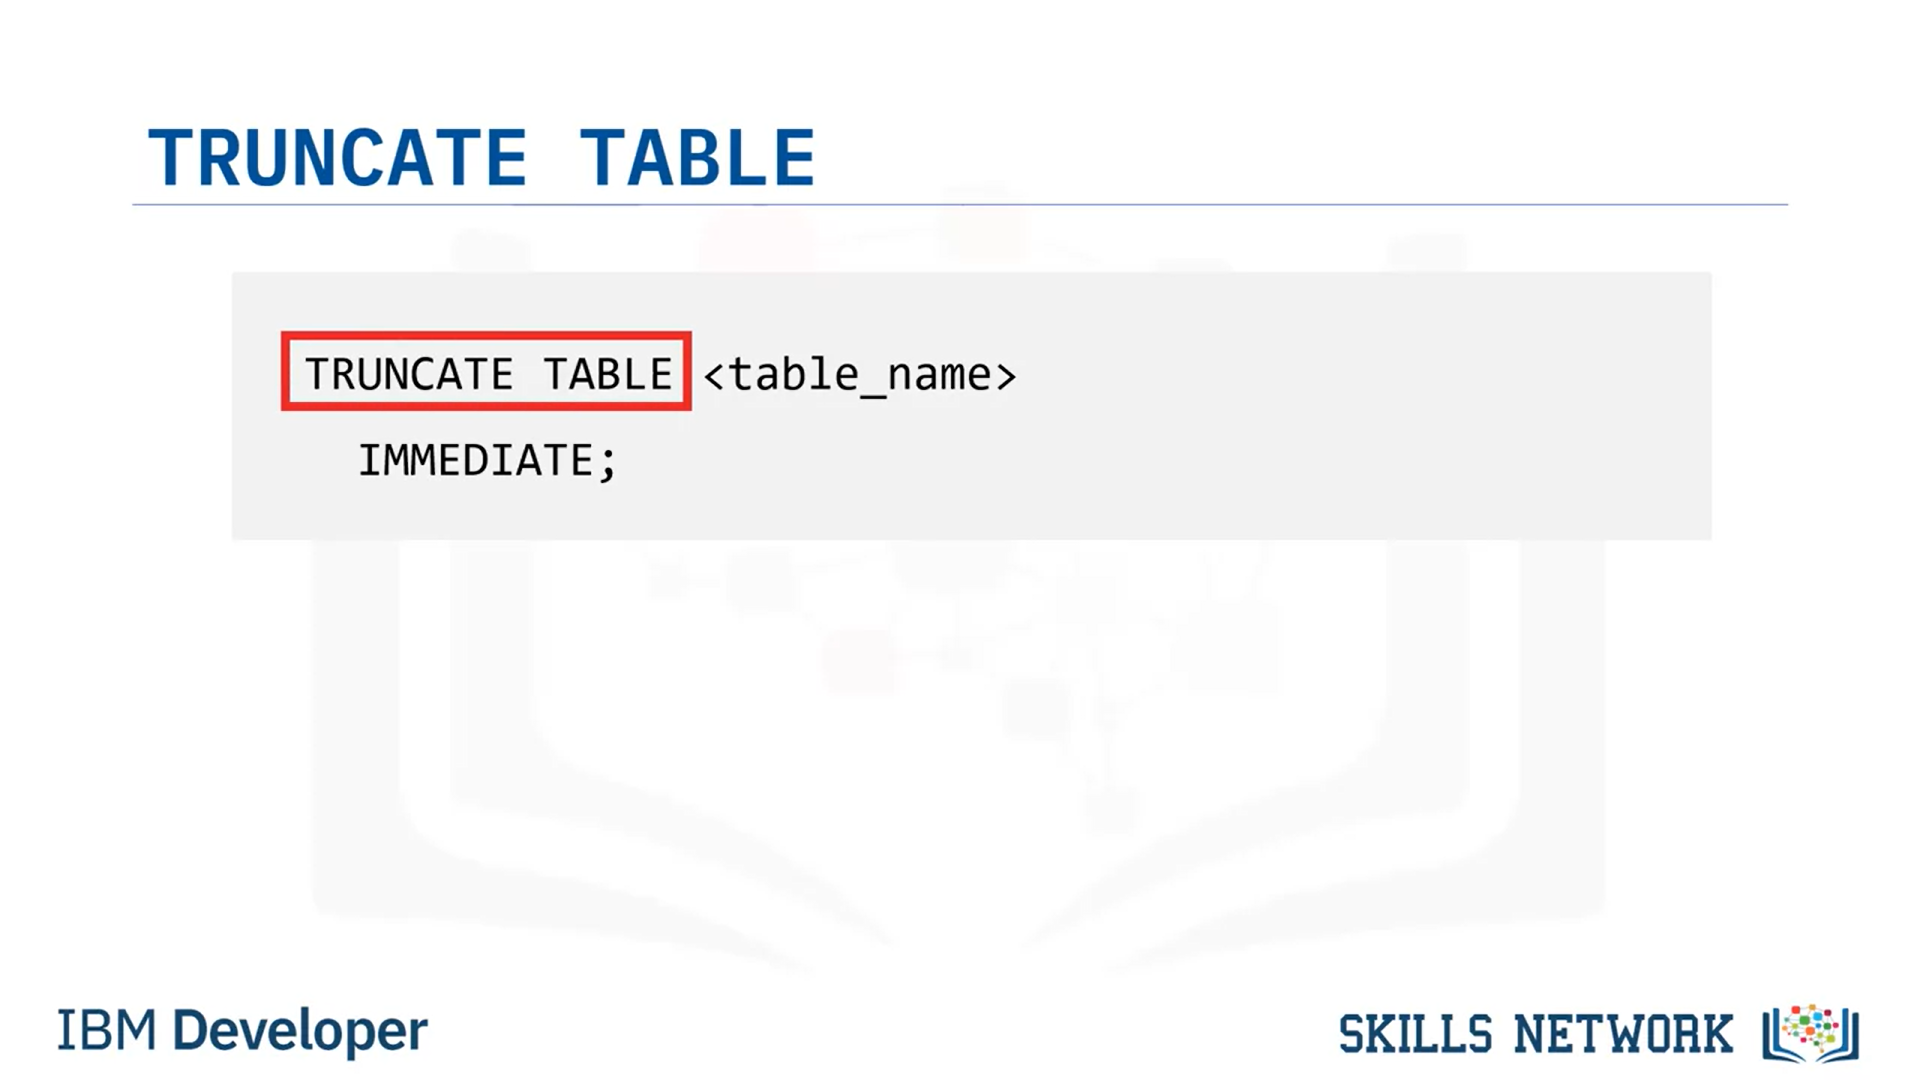 TRUNCATE TABLE
TRUNCATE TABLE <table_name>
IMMEDIATE;
IBM Developer
SKILLS NETWORK